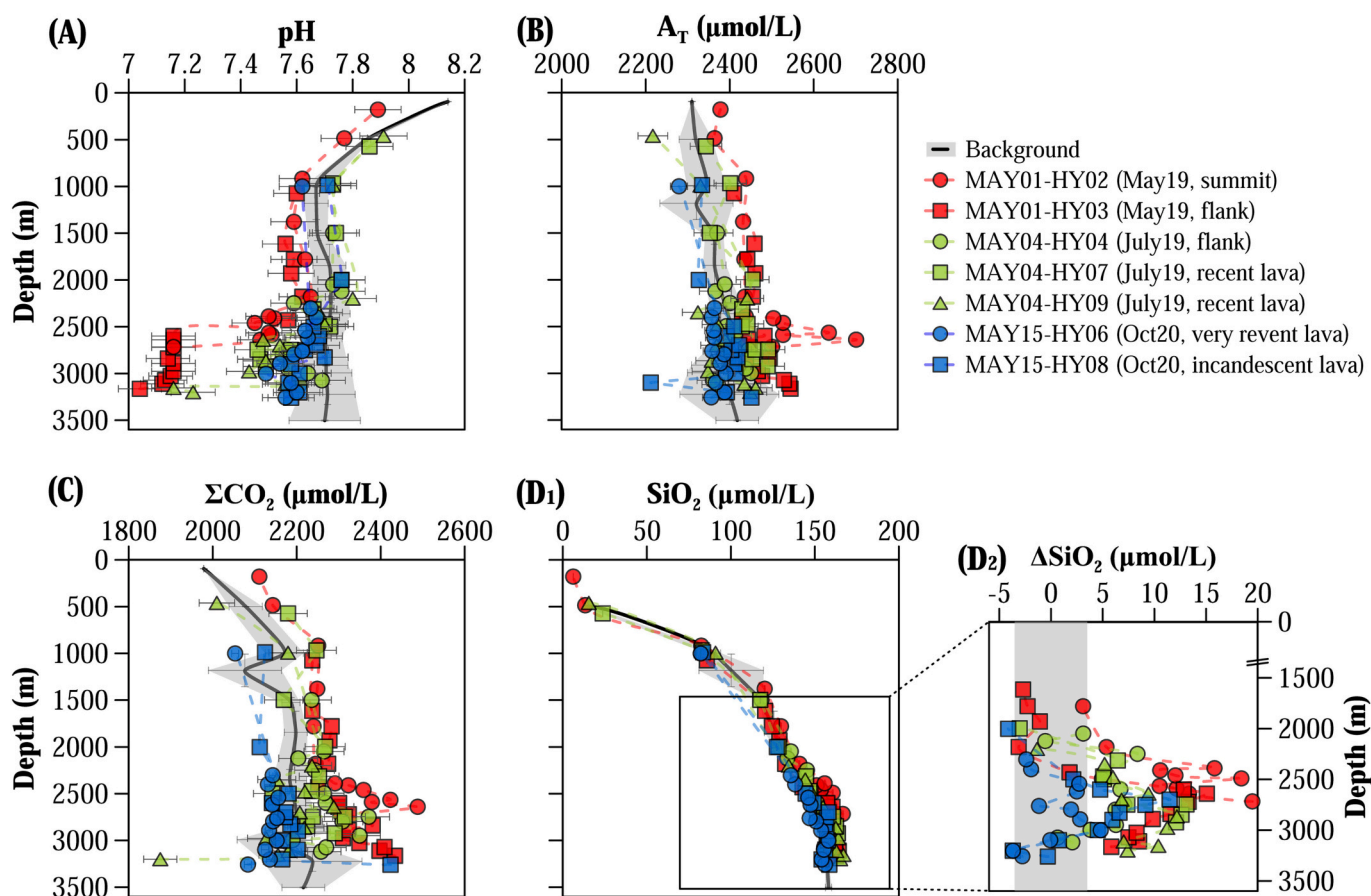 (A)
pH
7 7.2 7.4 7.6 7.8 8 8.2
Depth (m)
0
500
1000
1500
2000
2500
3000
3500
(B)
AT (µmol/L)
2000 2200 2400 2600 2800
Background
MAY01-HY02 (May19, summit)
MAY01-HY03 (May19, flank)
MAY04-HY04 (July19, flank)
MAY04-HY07 (July19, recent lava)
MAY04-HY09 (July19, recent lava)
MAY15-HY06 (Oct20, very revent lava)
MAY15-HY08 (Oct20, incandescent lava)
(C)
ΣCO2 (µmol/L)
1800 2000 2200 2400 2600
Depth (m)
0
500
1000
1500
2000
2500
3000
3500
(D1)
SiO2 (µmol/L)
0 50 100 150 200
(D2)
ΔSiO2 (µmol/L)
-5 0 5 10 15 20
0
1500
2000
2500
3000
3500
Depth (m)